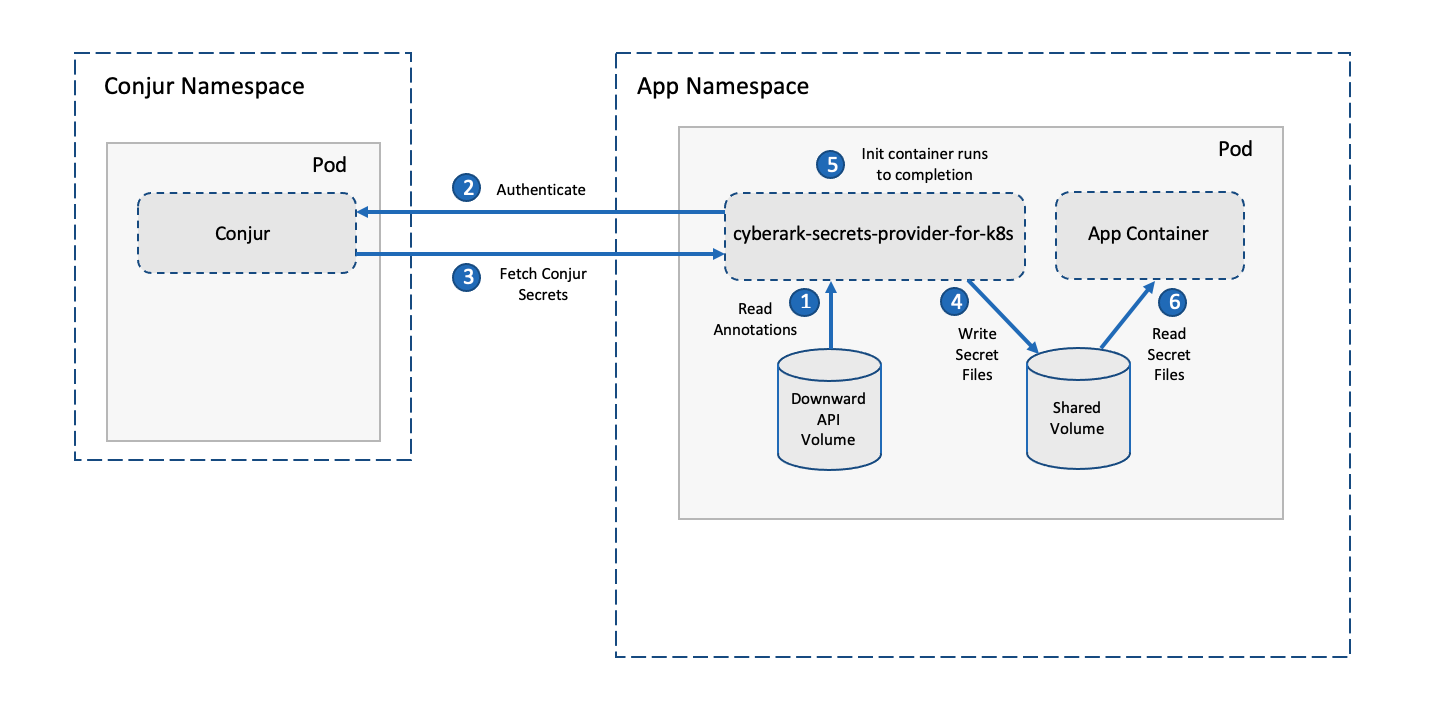 Conjur Namespace
Pod
Conjur
2
Authenticate
3
Fetch Conjur
Secrets
App Namespace
Pod
5
Init container runs
to completion
cyberark-secrets-provider-for-k8s
App Container
1
Read
Annotations
4
Write
Secret
Files
6
Read
Secret
Files
Downward
API
Volume
Shared
Volume